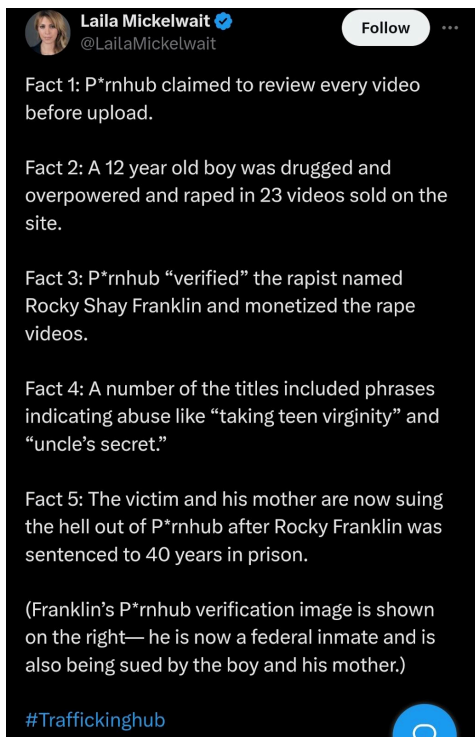 Laila Mickelwait
@LailaMickelwait
Follow
Fact 1: P*rnhub claimed to review every video
before upload.
Fact 2: A 12 year old boy was drugged and
overpowered and raped in 23 videos sold on the
site.
Fact 3: P*rnhub “verified” the rapist named
Rocky Shay Franklin and monetized the rape
videos.
Fact 4: A number of the titles included phrases
indicating abuse like “taking teen virginity” and
“uncle’s secret.”
Fact 5: The victim and his mother are now suing
the hell out of P*rnhub after Rocky Franklin was
sentenced to 40 years in prison.
(Franklin’s P*rnhub verification image is shown
on the right— he is now a federal inmate and is
also being sued by the boy and his mother.)
#Traffickinghub